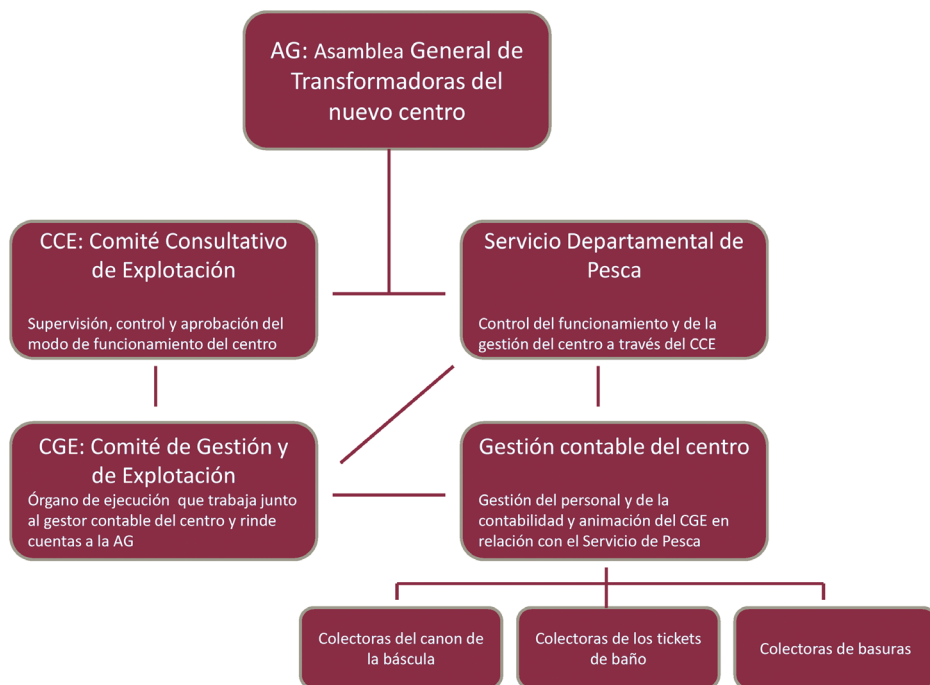 AG: Asamblea General de
Transformadoras del
nuevo centro
CCE: Comité Consultativo
de Explotación
Supervisión, control y aprobación del
modo de funcionamiento del centro
Servicio Departamental de
Pesca
Control del funcionamiento y de la
gestión del centro a través del CCE
CGE: Comité de Gestión y
de Explotación
Órgano de ejecución que trabaja junto
al gestor contable del centro y rinde
cuentas a la AG
Gestión contable del centro
Gestión del personal y de la
contabilidad y animación del CGE en
relación con el Servicio de Pesca
Colectoras del canon de
la báscula
Colectoras de los tickets
de baño
Colectoras de basuras